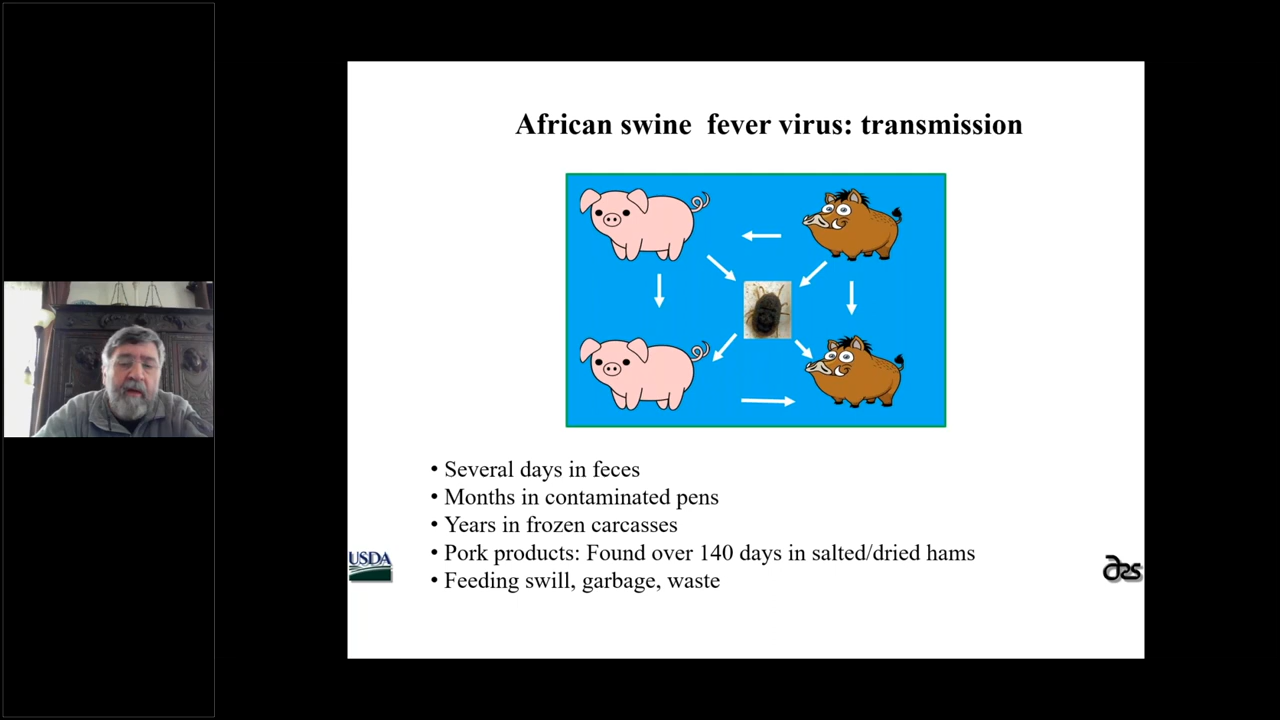 African swine  fever virus: transmission
• Several days in feces
• Months in contaminated pens
• Years in frozen carcasses
• Pork products: Found over 140 days in salted/dried hams
• Feeding swill, garbage, waste
USDA
ars